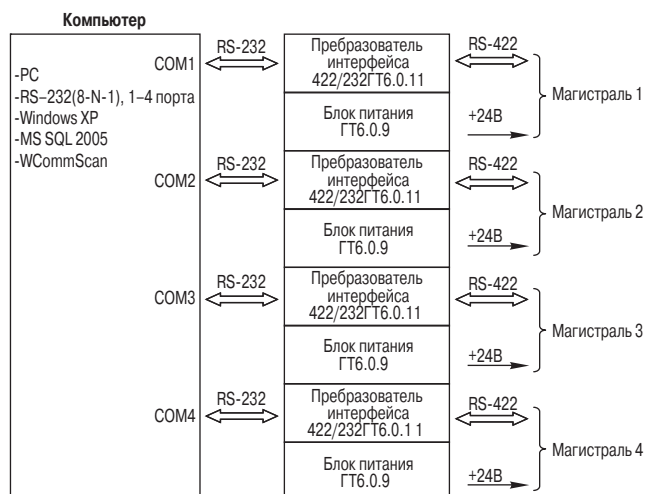 Компьютер
-PC
-RS-232(8-N-1), 1-4 порта
-Windows XP
-MS SQL 2005
-WCommScan
COM1
RS-232
Пребразователь
интерфейса
422/232ГТ6.0.11
RS-422
Блок питания
ГТ6.0.9
+24В
Магистраль 1
COM2
RS-232
Пребразователь
интерфейса
422/232ГТ6.0.11
RS-422
Блок питания
ГТ6.0.9
+24В
Магистраль 2
COM3
RS-232
Пребразователь
интерфейса
422/232ГТ6.0.11
RS-422
Блок питания
ГТ6.0.9
+24В
Магистраль 3
COM4
RS-232
Пребразователь
интерфейса
422/232ГТ6.0.1 1
RS-422
Блок питания
ГТ6.0.9
+24В
Магистраль 4